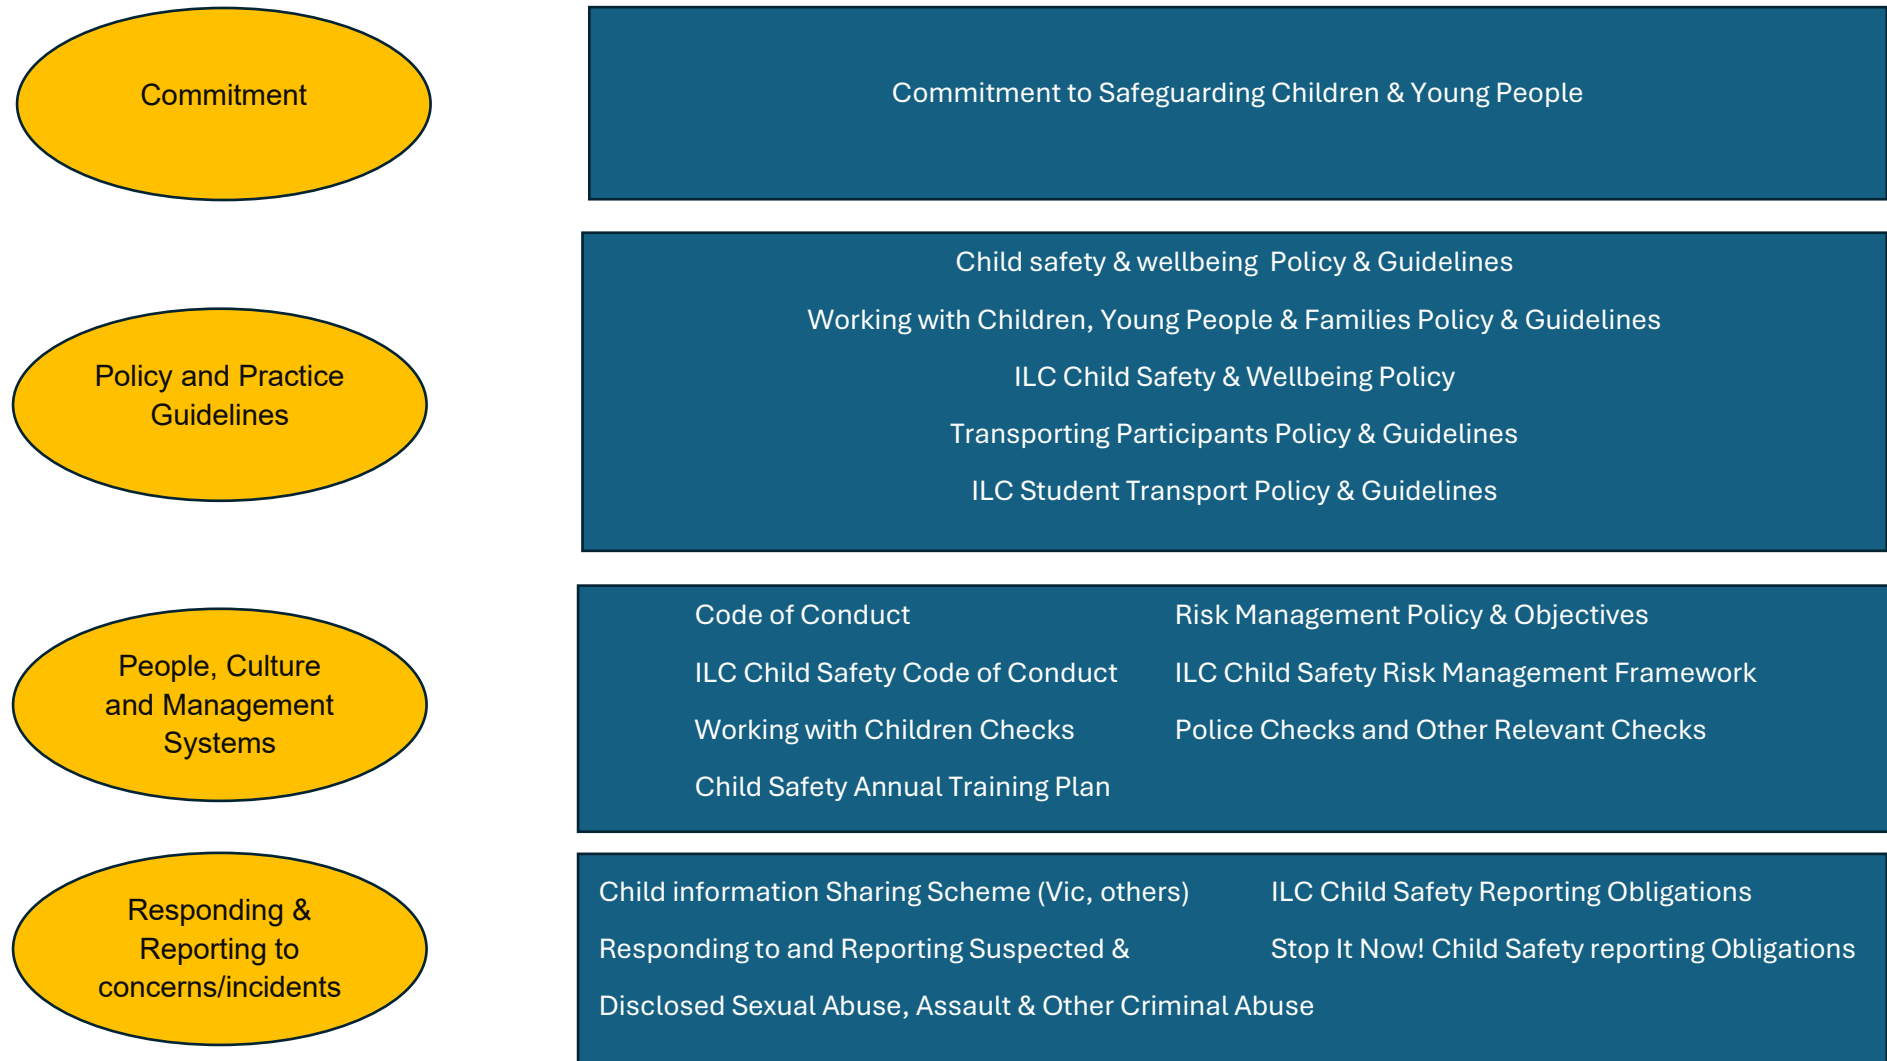 Commitment
Commitment to Safeguarding Children & Young People
Policy and Practice
Guidelines
Child safety & wellbeing  Policy & Guidelines
Working with Children, Young People & Families Policy & Guidelines
ILC Child Safety & Wellbeing Policy
Transporting Participants Policy & Guidelines
ILC Student Transport Policy & Guidelines
People, Culture
and Management
Systems
Code of Conduct
Risk Management Policy & Objectives
ILC Child Safety Code of Conduct
ILC Child Safety Risk Management Framework
Working with Children Checks
Police Checks and Other Relevant Checks
Child Safety Annual Training Plan
Responding &
Reporting to
concerns/incidents
Child information Sharing Scheme (Vic, others)
ILC Child Safety Reporting Obligations
Responding to and Reporting Suspected &
Stop It Now! Child Safety reporting Obligations
Disclosed Sexual Abuse, Assault & Other Criminal Abuse